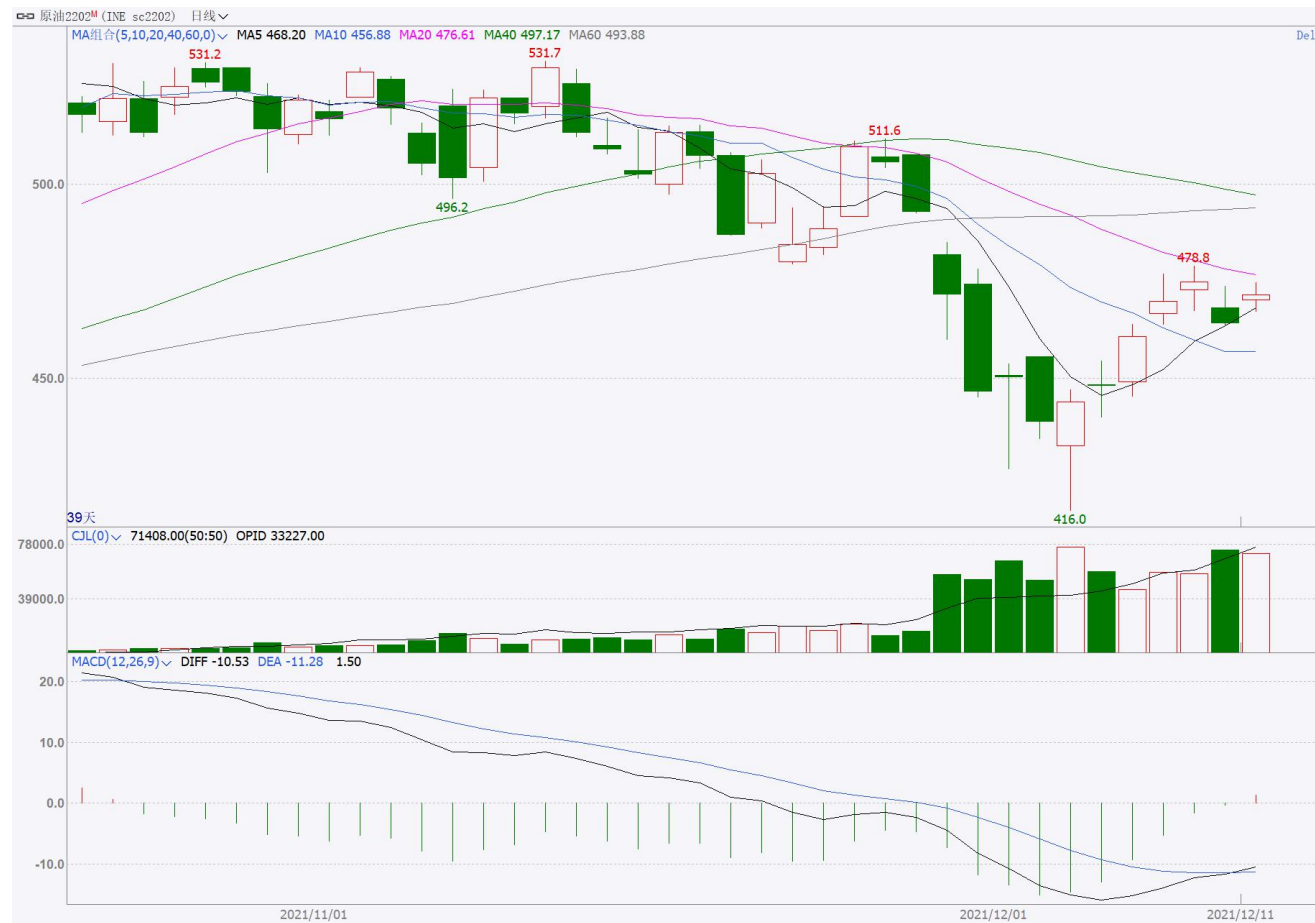 原油2202M (INE sc2202) 日线
MA组合(5,10,20,40,60,0) MA5 468.20 MA10 456.88 MA20 476.61 MA40 497.17 MA60 493.88 Del
531.2
531.7
511.6
500.0
496.2
478.8
450.0
416.0
39天
CJL(0) 71408.00(50:50) OPID 33227.00
78000.0
39000.0
MACD(12,26,9) DIFF -10.53 DEA -11.28 1.50
20.0
10.0
0.0
-10.0
2021/11/01 2021/12/01 2021/12/11